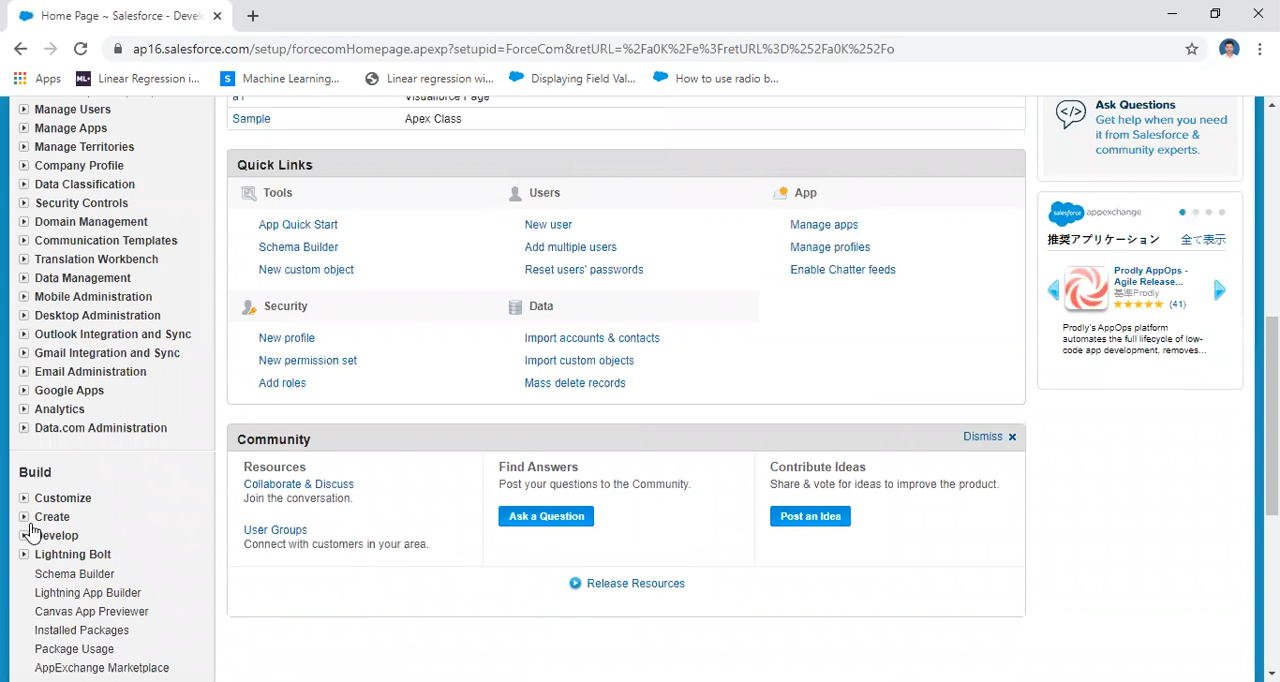 Home Page ~ Salesforce - Devel
ap16.salesforce.com/setup/forcecomHomepage.apexp?setupid=ForceCom&retURL=%2Fa0K%2Fe%3FretURL%3D%252Fa0K%252Fo
Apps
ML+
Linear Regression i...
S
Machine Learning...
Linear regression wi...
Displaying Field Val...
How to use radio b...
Manage Users
Manage Apps
Manage Territories
Company Profile
Data Classification
Security Controls
Domain Management
Communication Templates
Translation Workbench
Data Management
Mobile Administration
Desktop Administration
Outlook Integration and Sync
Gmail Integration and Sync
Email Administration
Google Apps
Analytics
Data.com Administration
Build
Customize
Create
evelop
Lightning Bolt
Schema Builder
Lightning App Builder
Canvas App Previewer
Installed Packages
Package Usage
AppExchange Marketplace
Visualforce Page
Sample Apex Class
Quick Links
Tools
App Quick Start
Schema Builder
New custom object
Users
New user
Add multiple users
Reset users' passwords
App
Manage apps
Manage profiles
Enable Chatter feeds
Security
New profile
New permission set
Add roles
Data
Import accounts & contacts
Import custom objects
Mass delete records
Community
Dismiss
Resources
Collaborate & Discuss
Join the conversation.
User Groups
Connect with customers in your area.
Find Answers
Post your questions to the Community.
Ask a Question
Contribute Ideas
Share & vote for ideas to improve the product.
Post an Idea
Release Resources
Ask Questions
Get help when you need
it from Salesforce &
community experts.
salesforce appexchange
推奨アプリケーション 全て表示
Prodly AppOps -
Agile Release...
基準Prodly
(41)
Prodly's AppOps platform
automates the full lifecycle of low-
code app development, removes...